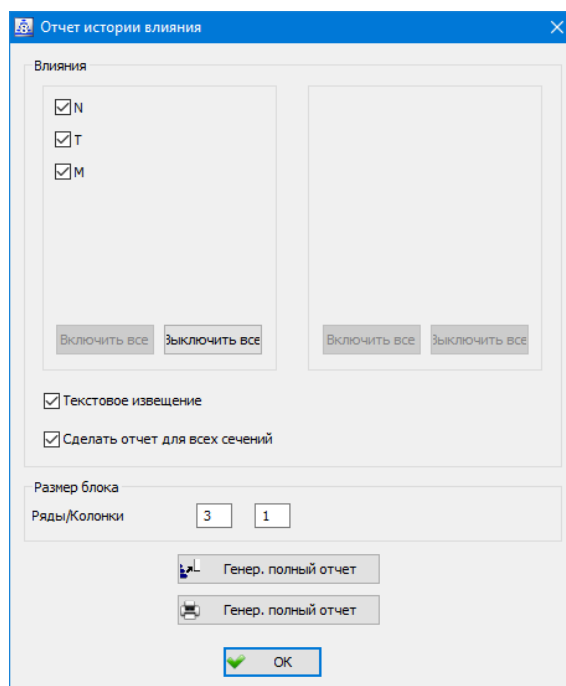 Отчет истории влияния
Влияния
N
T
M
Включить все Выключить все Включить все Выключить все
Текстовое извещение
Сделать отчет для всех сечений
Размер блока
Ряды/Колонки 3 1
Генер. полный отчет
Генер. полный отчет
OK